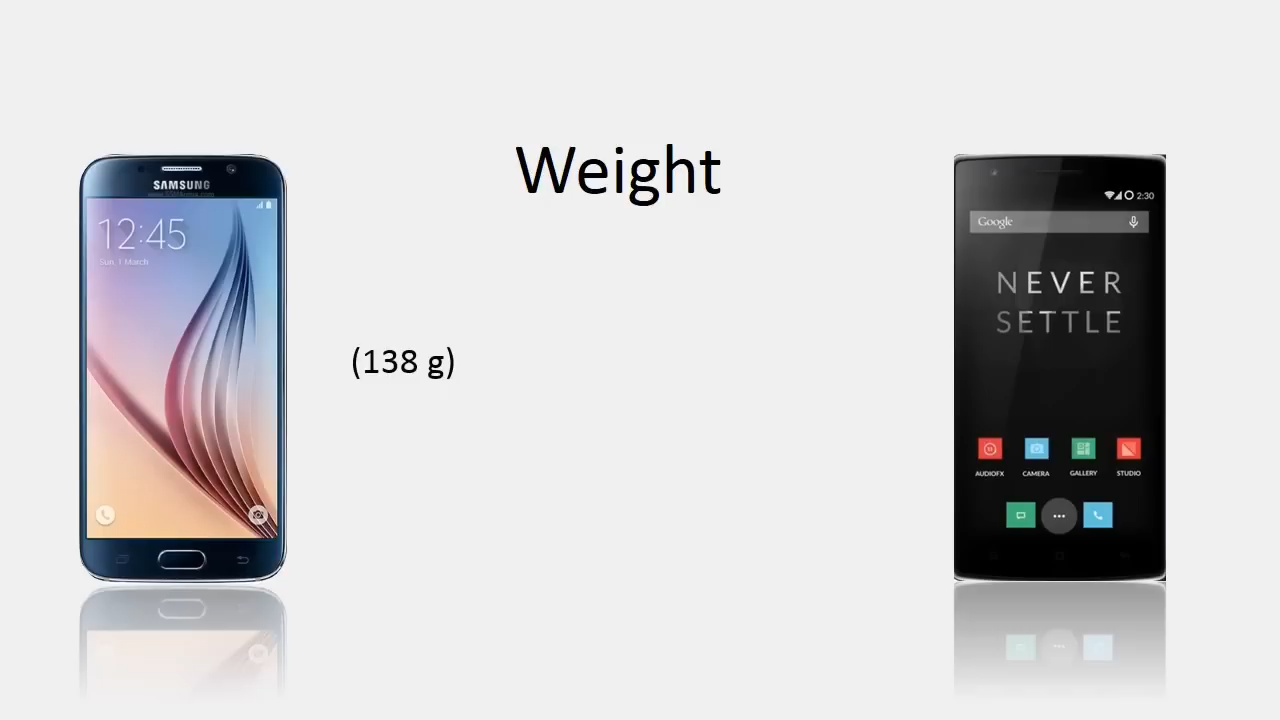 Weight
SAMSUNG
12:45
Sun, 1 March
(138 g)
2:30
Google
NEVER
SETTLE
AUDIOFX CAMERA GALLERY STUDIO